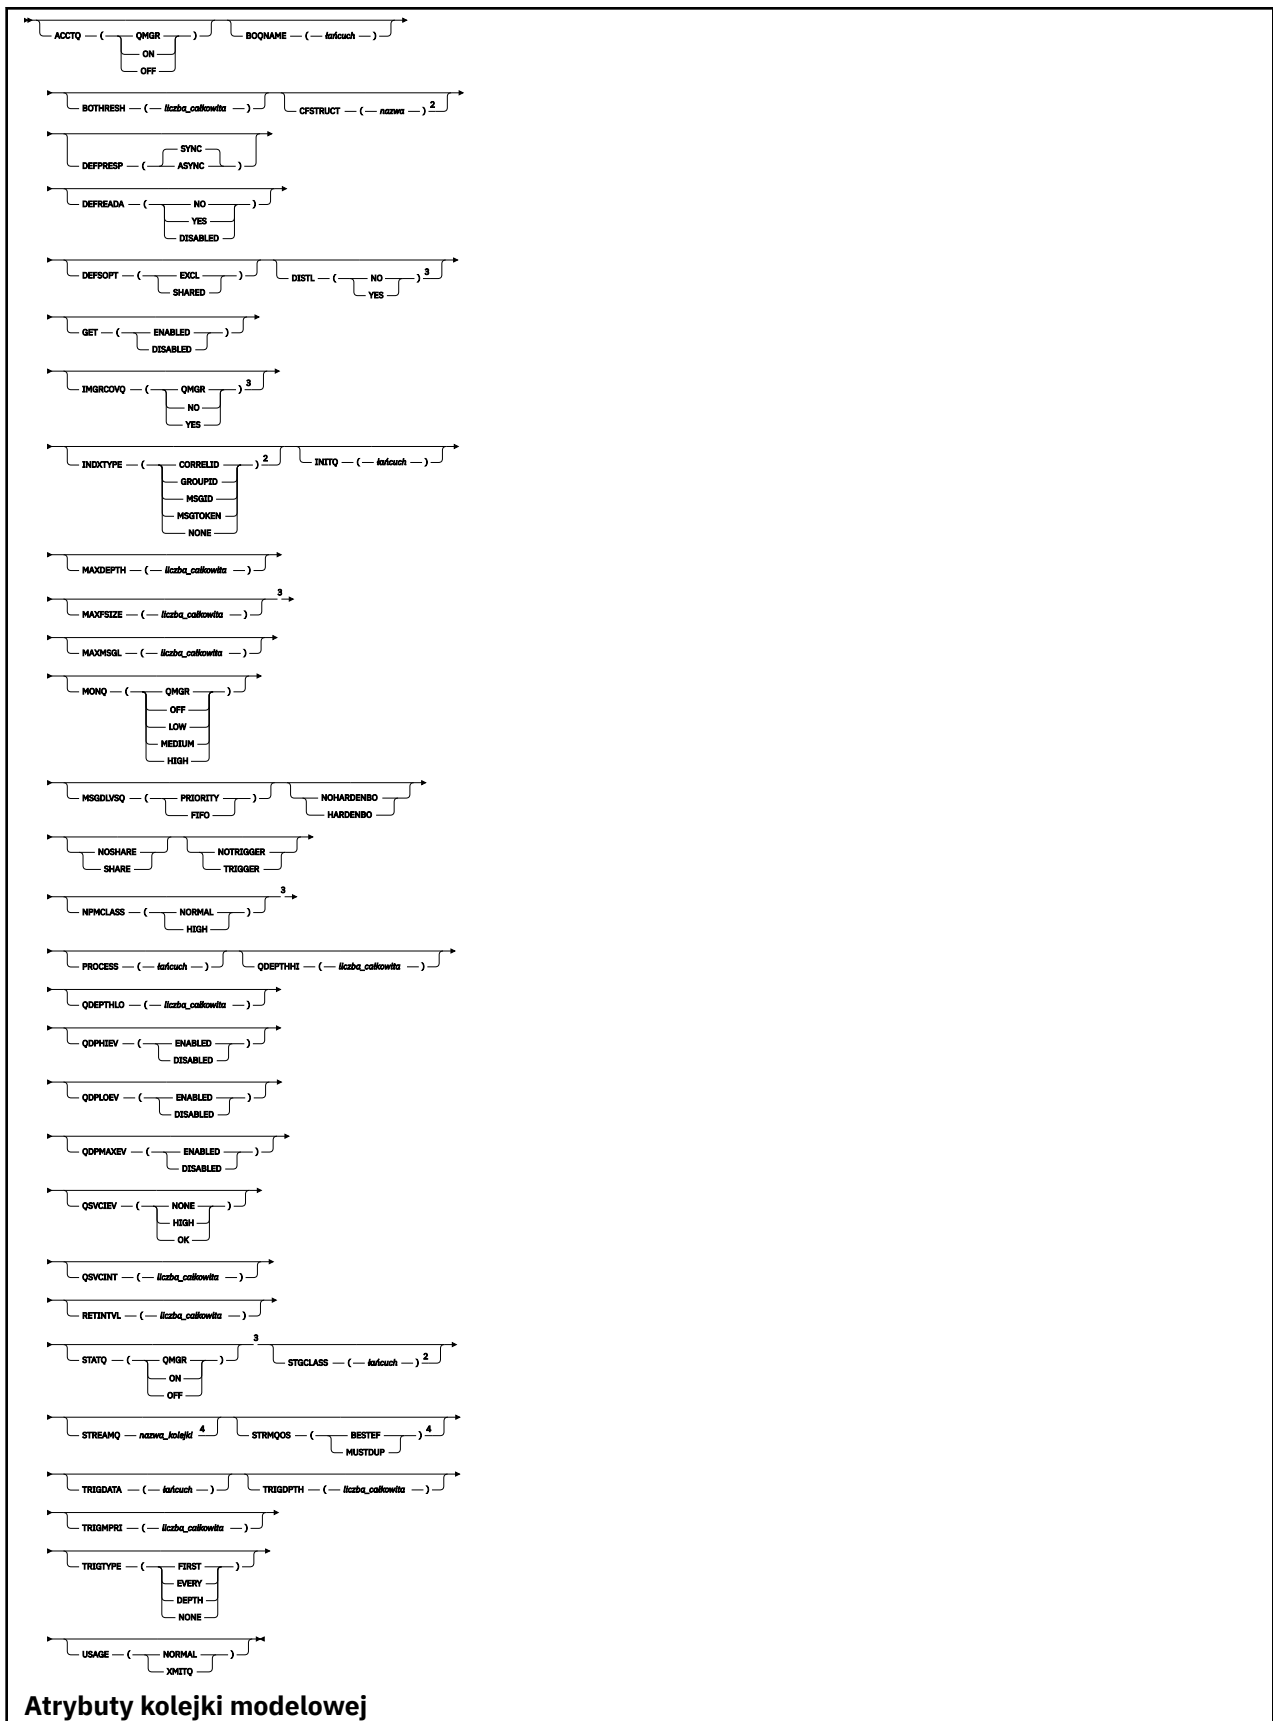 ACCTQ — ( QMGR ) BOQNAME — ( — łańcuch — )
ON
OFF
BOTHRESH — ( — liczba_całkowita — ) CFSTRUCT — ( — nazwa — ) 2
SYNC
DEFPRESP — ( ASYNC )
DEFREADA — ( NO )
YES
DISABLED
DEFSOPT — ( EXCL ) DISTL — ( NO ) 3
SHARED YES
GET — ( ENABLED )
DISABLED
IMGRCOVQ — ( QMGR ) 3
NO
YES
INDXTYPE — ( CORRELID ) 2 INITQ — ( — łańcuch — )
GROUPID
MSGID
MSGTOKEN
NONE
MAXDEPTH — ( — liczba_całkowita — )
MAXFSIZE — ( — liczba_całkowita — ) 3
MAXMSGL — ( — liczba_całkowita — )
MONQ — ( QMGR )
OFF
LOW
MEDIUM
HIGH
MSGDLVSQ — ( PRIORITY ) NOHARDENBO
FIFO HARDENBO
NOSHARE NOTRIGGER
SHARE TRIGGER
NPMCLASS — ( NORMAL ) 3
HIGH
PROCESS — ( — łańcuch — ) QDEPTHHI — ( — liczba_całkowita — )
QDEPTHLO — ( — liczba_całkowita — )
QDPHIEV — ( ENABLED )
DISABLED
QDPLOEV — ( ENABLED )
DISABLED
QDPMAXEV — ( ENABLED )
DISABLED
QSVCIEV — ( NONE )
HIGH
OK
QSVCINT — ( — liczba_całkowita — )
RETINTVL — ( — liczba_całkowita — )
STATQ — ( QMGR ) 3 STGCLASS — ( — łańcuch — ) 2
ON
OFF
STREAMQ — nazwa_kolejki 4 STRMQOS — ( BESTEF ) 4
MUSTDUP
TRIGDATA — ( — łańcuch — ) TRIGDPTH — ( — liczba_całkowita — )
TRIGMPRI — ( — liczba_całkowita — )
TRIGTYPE — ( FIRST )
EVERY
DEPTH
NONE
USAGE — ( NORMAL )
XMITQ
Atrybuty kolejki modelowej